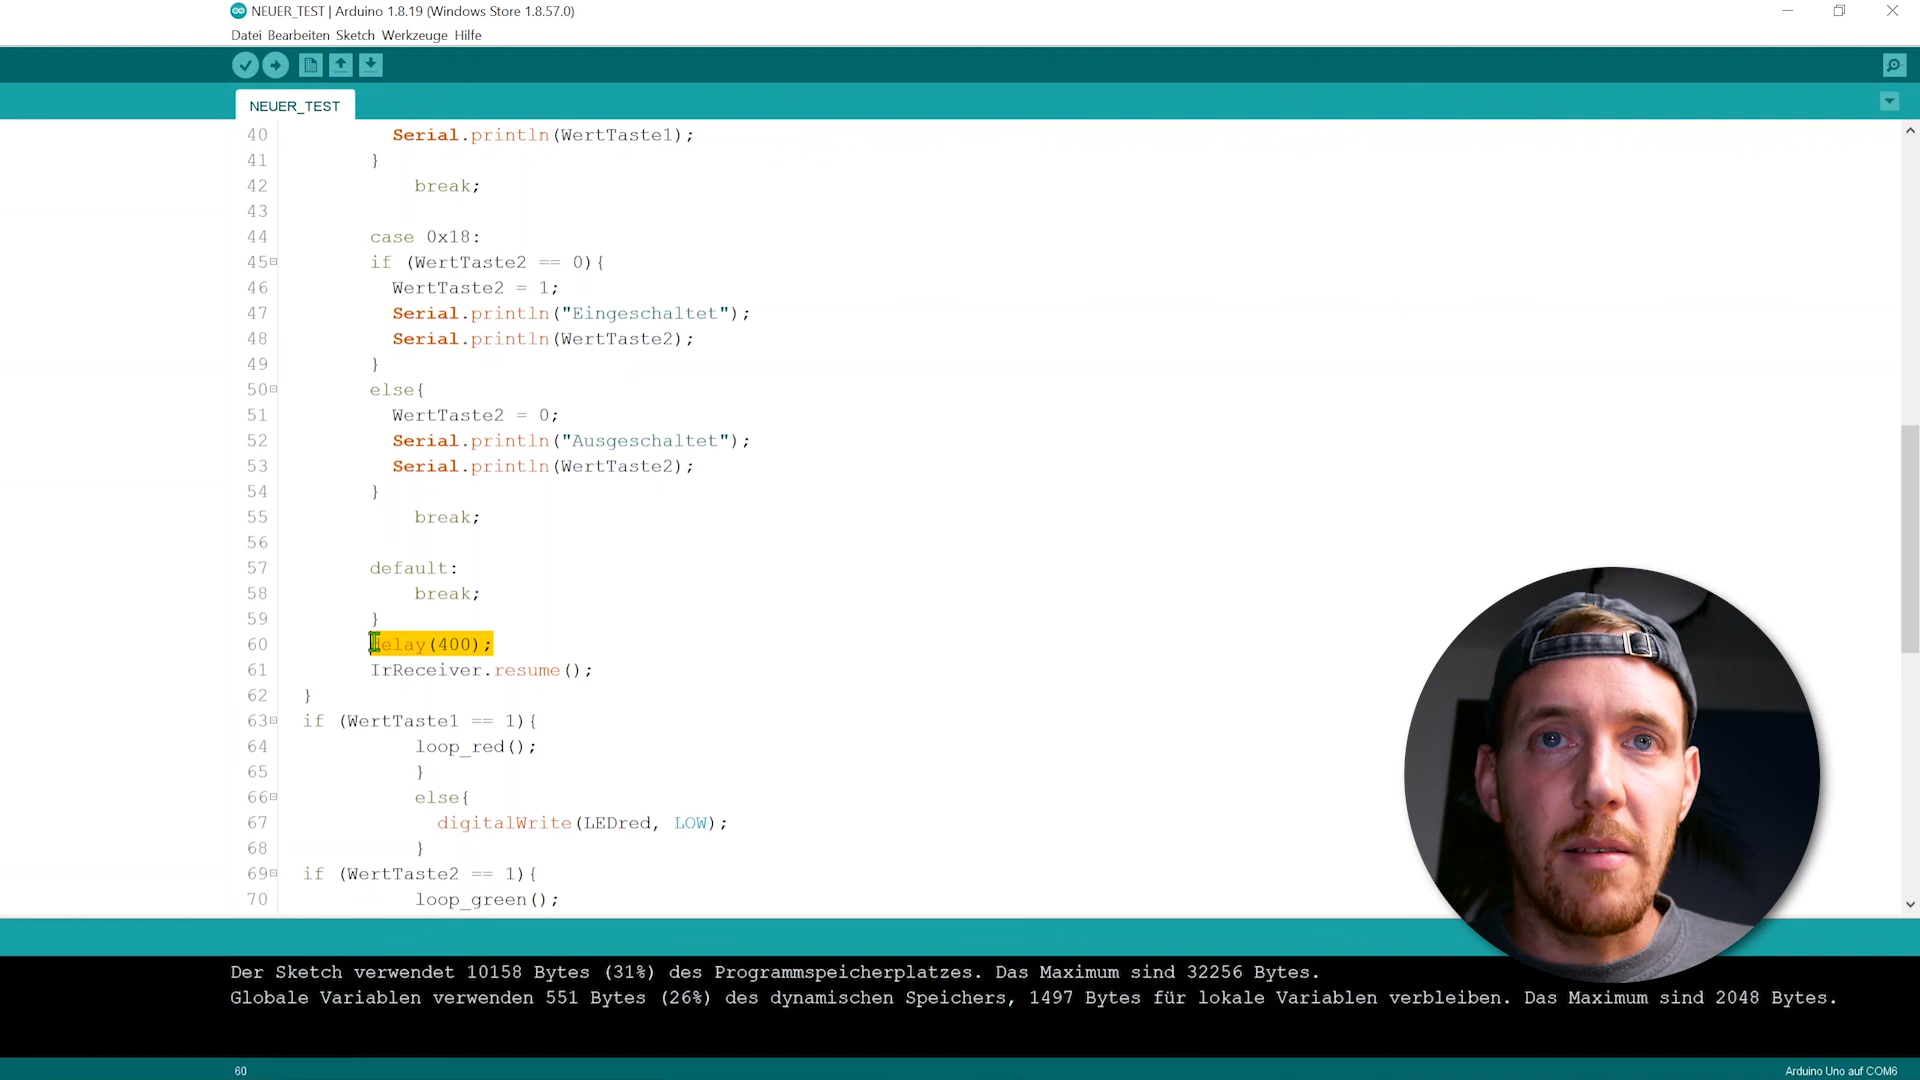 NEUER_TEST | Arduino 1.8.19 (Windows Store 1.8.57.0)
Datei Bearbeiten Sketch Werkzeuge Hilfe
NEUER_TEST
40 Serial.println(WertTaste1);
41 }
42 break;
43
44 case 0x18:
45 if (WertTaste2 == 0){
46 WertTaste2 = 1;
47 Serial.println("Eingeschaltet");
48 Serial.println(WertTaste2);
49 }
50 else{
51 WertTaste2 = 0;
52 Serial.println("Ausgeschaltet");
53 Serial.println(WertTaste2);
54 }
55 break;
56
57 default:
58 break;
59 }
60 delay(400);
61 IrReceiver.resume();
62 }
63 if (WertTaste1 == 1){
64 loop_red();
65 }
66 else{
67 digitalWrite(LEDred, LOW);
68 }
69 if (WertTaste2 == 1){
70 loop_green();
Der Sketch verwendet 10158 Bytes (31%) des Programmspeicherplatzes. Das Maximum sind 32256 Bytes.
Globale Variablen verwenden 551 Bytes (26%) des dynamischen Speichers, 1497 Bytes für lokale Variablen verbleiben. Das Maximum sind 2048 Bytes.
60
Arduino Uno auf COM6